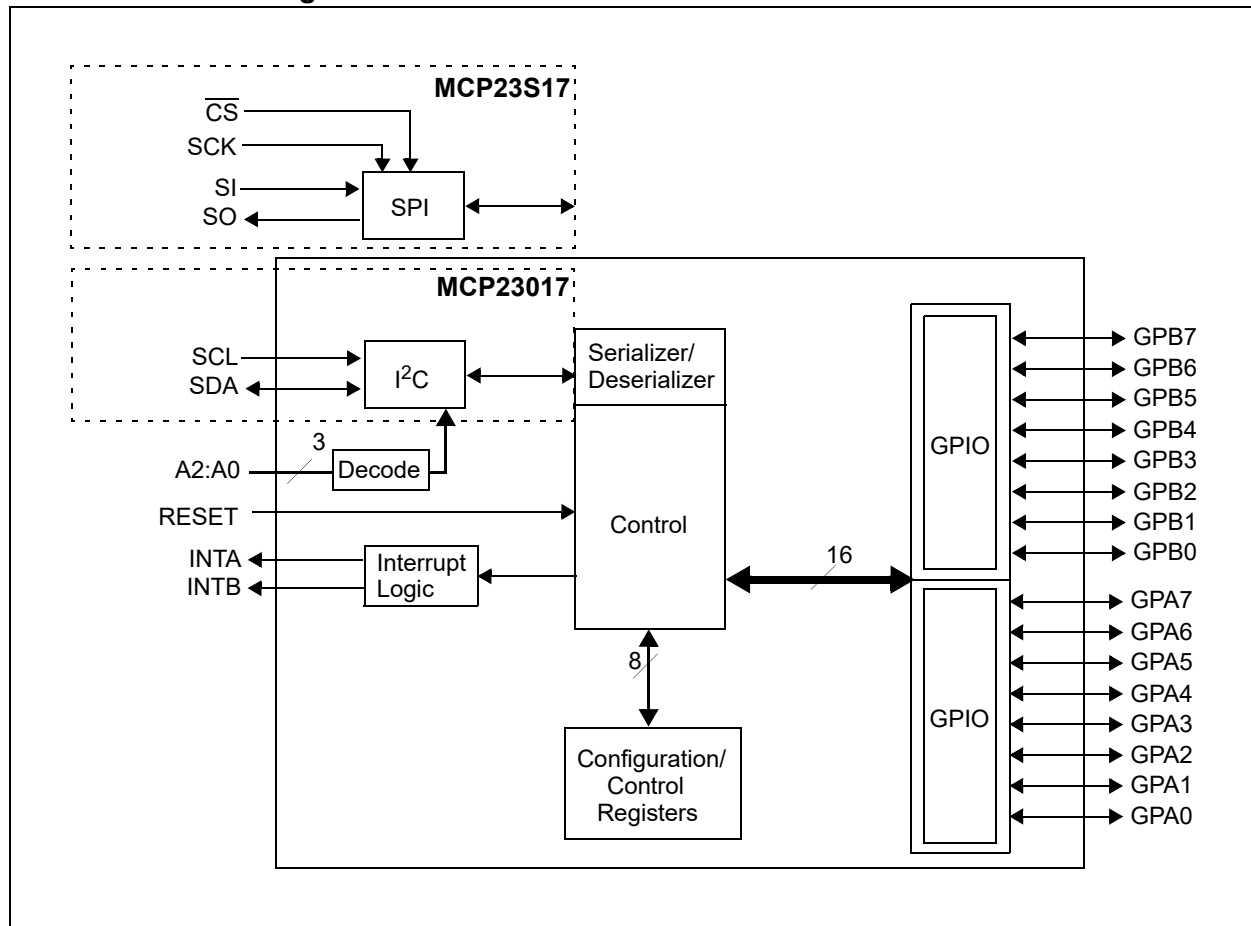 MCP23S17
CS
SCK
SI
SO
SPI
MCP23017
SCL
SDA
I²C
Serializer/
Deserializer
A2:A0
3
Decode
RESET
INTA
INTB
Interrupt
Logic
Control
16
8
Configuration/
Control
Registers
GPIO
GPB7
GPB6
GPB5
GPB4
GPB3
GPB2
GPB1
GPB0
GPIO
GPA7
GPA6
GPA5
GPA4
GPA3
GPA2
GPA1
GPA0